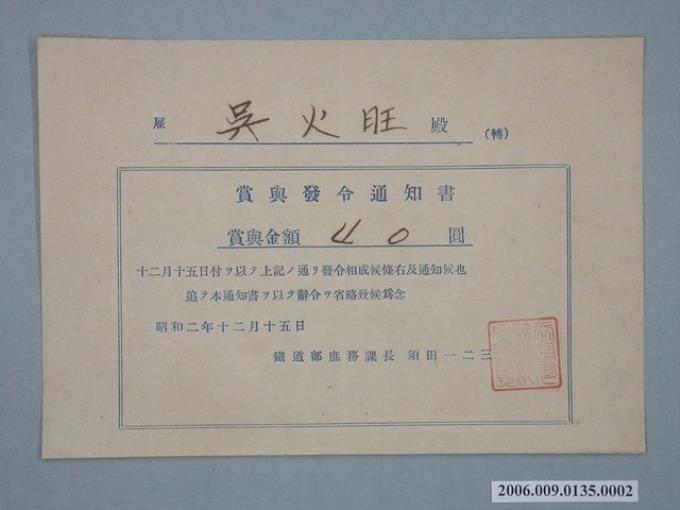 雇 吳火旺 殿 (轉)
賞與發令通知書
賞與金額 40 圓
十二月十五日付ヲ以テ上記ノ通リ發令相成候條右及通知候也
追テ本通知書ヲ以テ辭令ヲ省略致候爲念
昭和二年十二月十五日
鐵道部庶務課長 須田一二三
2006.009.0135.0002